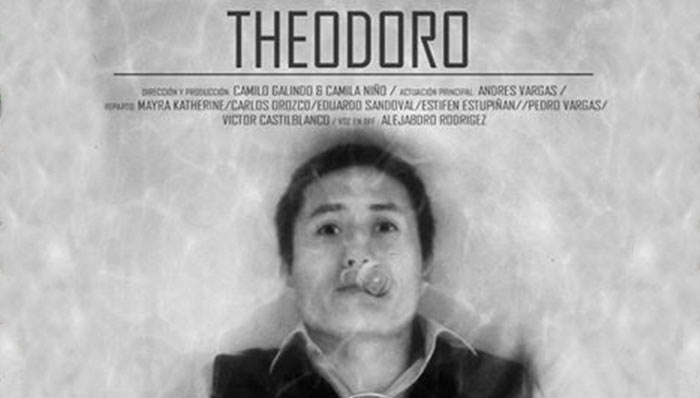 THEODORO
DIRECCIÓN Y PRODUCCIÓN: CAMILO GALINDO & CAMILA NIÑO / ACTUACIÓN PRINCIPAL: ANDRES VARGAS /
REPARTO: MAYRA KATHERINE/CARLOS OROZCO/EDUARDO SANDOVAL/ESTIFEN ESTUPIÑAN//PEDRO VARGAS/
VICTOR CASTILBLANCO / VOZ EN OFF: ALEJABDRO RODRIGEZ